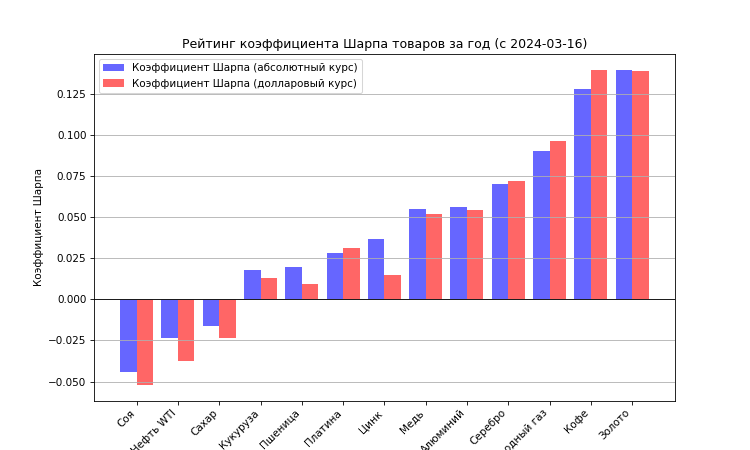 Рейтинг коэффициента Шарпа товаров за год (с 2024-03-16)
Коэффициент Шарпа (абсолютный курс)
Коэффициент Шарпа (долларовый курс)
Коэффициент Шарпа
0.125
0.100
0.075
0.050
0.025
0.000
−0.025
−0.050
Соя
Нефть WTI
Сахар
Кукуруза
Пшеница
Платина
Цинк
Медь
Алюминий
Серебро
газ
Кофе
Золото